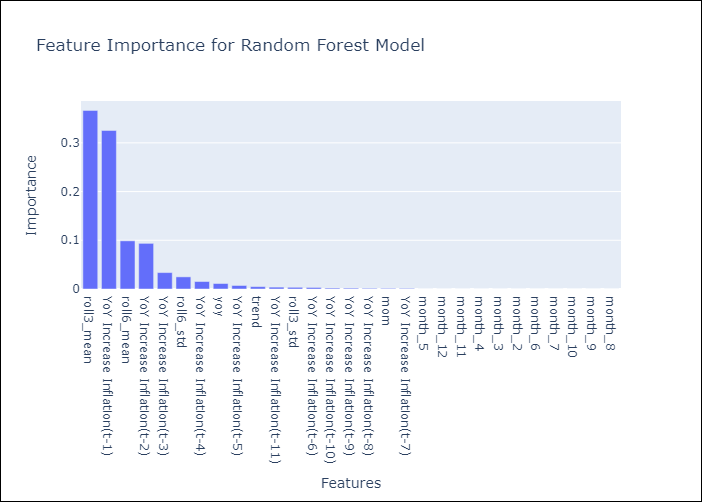 Feature Importance for Random Forest Model
Importance
0.3
0.2
0.1
0
roll3_mean
YoY Increase Inflation(t-1)
roll6_mean
YoY Increase Inflation(t-2)
YoY Increase Inflation(t-3)
roll6_std
YoY Increase Inflation(t-4)
yoy
YoY Increase Inflation(t-5)
trend
YoY Increase Inflation(t-11)
roll3_std
YoY Increase Inflation(t-6)
YoY Increase Inflation(t-10)
YoY Increase Inflation(t-9)
YoY Increase Inflation(t-8)
mom
YoY Increase Inflation(t-7)
month_5
month_12
month_11
month_4
month_3
month_2
month_6
month_7
month_10
month_9
month_8
Features